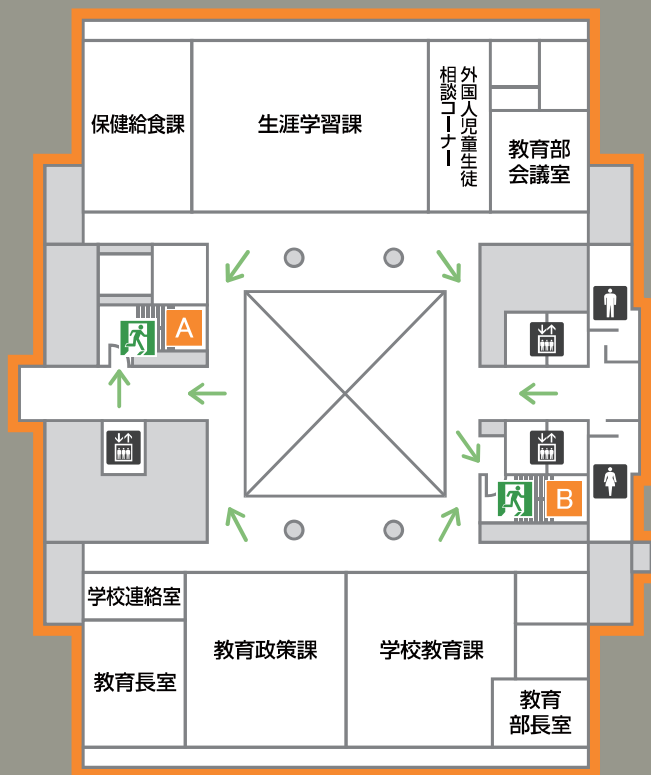 保健給食課
生涯学習課
外国人児童生徒
相談コーナー
教育部
会議室
A
B
学校連絡室
教育長室
教育政策課
学校教育課
教育
部長室